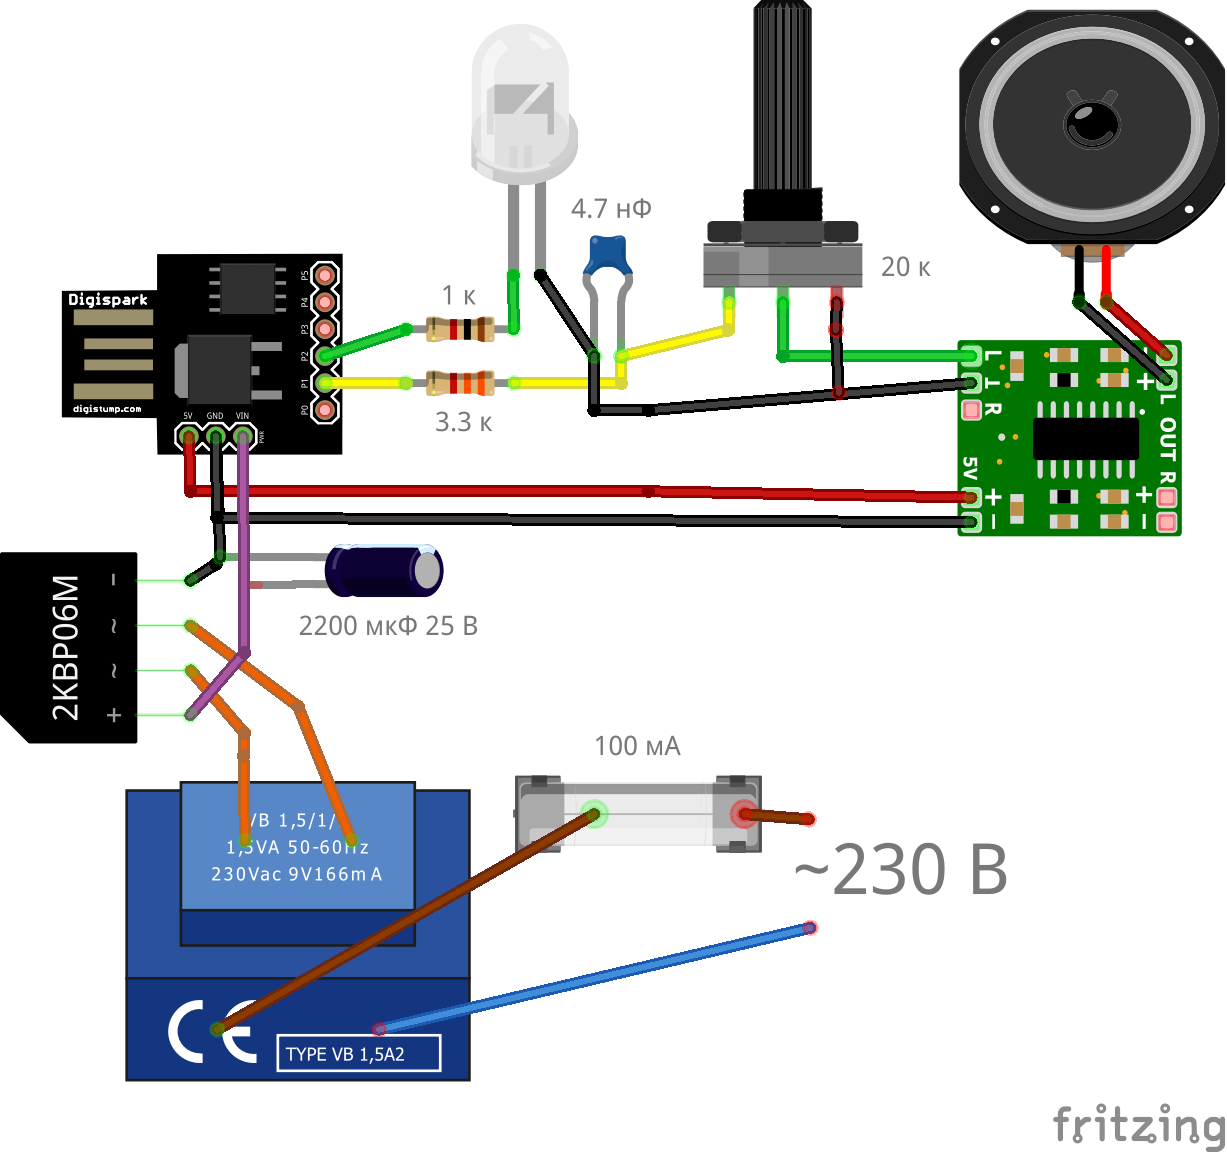 4.7 нФ
20 к
1 к
3.3 к
Digispark
digistump.com
P5
P4
P3
P2
P1
P0
5V GND VIN
PWR
L
⊥
R
5V
+
−
−
+
L OUT R
+
−
2KBP06M
−
~
~
+
2200 мкФ 25 В
100 мА
~230 В
VB 1,5/1/
1,5VA 50-60Hz
230Vac 9V166mA
CE
TYPE VB 1,5A2
fritzing